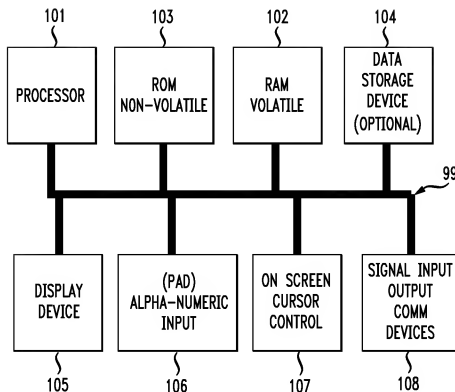 101
103
102
104
PROCESSOR
ROM
NON-VOLATILE
RAM
VOLATILE
DATA
STORAGE
DEVICE
(OPTIONAL)
99
DISPLAY
DEVICE
(PAD)
ALPHA-NUMERIC
INPUT
ON SCREEN
CURSOR
CONTROL
SIGNAL INPUT
OUTPUT
COMM
DEVICES
105
106
107
108